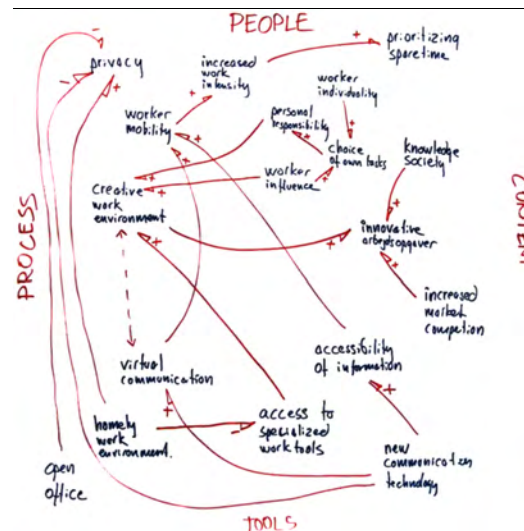 PEOPLE
prioritizing
sparetime
privacy
increased
work
intensity
worker
individuality
worker
mobility
personal
responsibility
choice
of own tasks
knowledge
society
creative
work
environment
worker
influence
innovative
arbejdsopgaver
PROCESS
increased
market
competion
virtual
communication
accessibility
of information
homely
work
environment.
access to
specialized
work tools
new
communication
technology
open
office
TOOLS